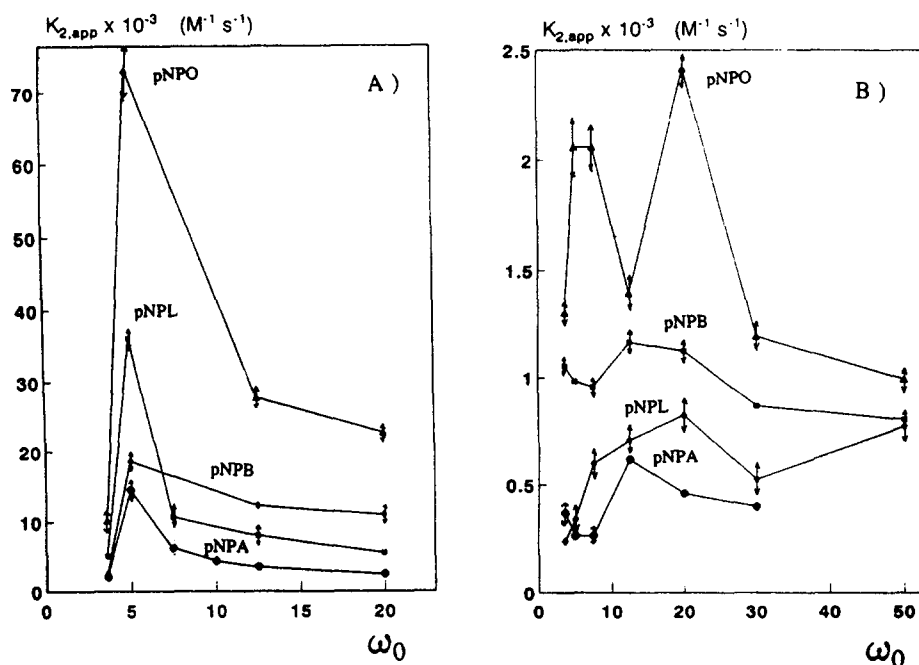 K2,app x 10-3 (M-1 s-1)
A )
pNPO
pNPL
pNPB
pNPA
70
60
50
40
30
20
10
0
0 5 10 15 20
ω0
K2,app x 10-3 (M-1 s-1)
B )
pNPO
pNPB
pNPL
pNPA
2.5
2
1.5
1
0.5
0
0 10 20 30 40 50
ω0